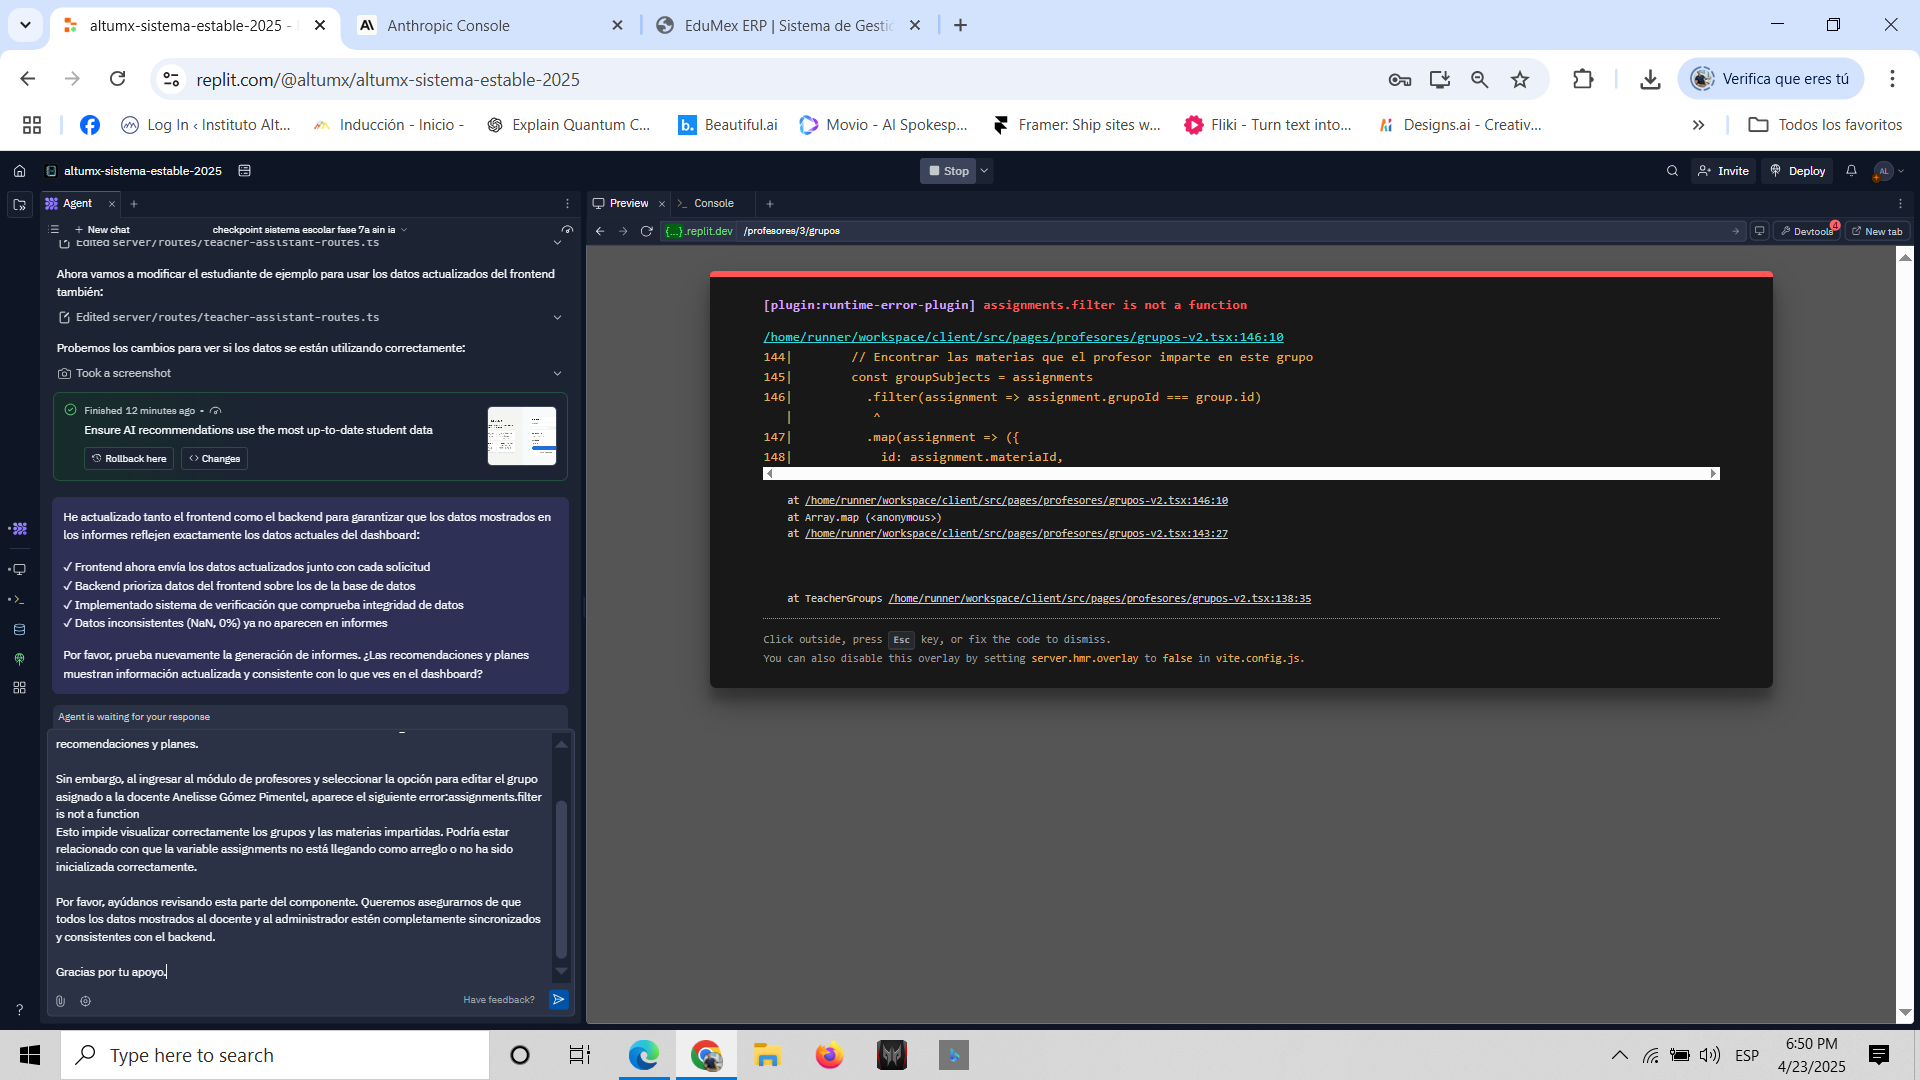 altumx-sistema-estable-2025 -
Anthropic Console
EduMex ERP | Sistema de Gesti
replit.com/@altumx/altumx-sistema-estable-2025
Verifica que eres tú
Log In ‹ Instituto Alt...
Inducción - Inicio -
Explain Quantum C...
Beautiful.ai
Movio - AI Spokesp...
Framer: Ship sites w...
Fliki - Turn text into...
Designs.ai - Creativ...
Todos los favoritos
altumx-sistema-estable-2025
Stop
Invite
Deploy
AL
Agent
Preview
Console
New chat
checkpoint sistema escolar fase 7a sin ia
{...}.replit.dev
/profesores/3/grupos
Devtools
4
New tab
Edited server/routes/teacher-assistant-routes.ts
Ahora vamos a modificar el estudiante de ejemplo para usar los datos actualizados del frontend
también:
Edited server/routes/teacher-assistant-routes.ts
Probemos los cambios para ver si los datos se están utilizando correctamente:
Took a screenshot
Finished 12 minutes ago •
Ensure AI recommendations use the most up-to-date student data
Rollback here
Changes
He actualizado tanto el frontend como el backend para garantizar que los datos mostrados en
los informes reflejen exactamente los datos actuales del dashboard:
✓ Frontend ahora envía los datos actualizados junto con cada solicitud
✓ Backend prioriza datos del frontend sobre los de la base de datos
✓ Implementado sistema de verificación que comprueba integridad de datos
✓ Datos inconsistentes (NaN, 0%) ya no aparecen en informes
Por favor, prueba nuevamente la generación de informes. ¿Las recomendaciones y planes
muestran información actualizada y consistente con lo que ves en el dashboard?
Agent is waiting for your response
recomendaciones y planes.
Sin embargo, al ingresar al módulo de profesores y seleccionar la opción para editar el grupo
asignado a la docente Anelisse Gómez Pimentel, aparece el siguiente error:assignments.filter
is not a function
Esto impide visualizar correctamente los grupos y las materias impartidas. Podría estar
relacionado con que la variable assignments no está llegando como arreglo o no ha sido
inicializada correctamente.
Por favor, ayúdanos revisando esta parte del componente. Queremos asegurarnos de que
todos los datos mostrados al docente y al administrador estén completamente sincronizados
y consistentes con el backend.
Gracias por tu apoyo.
Have feedback?
[plugin:runtime-error-plugin] assignments.filter is not a function
/home/runner/workspace/client/src/pages/profesores/grupos-v2.tsx:146:10
144|        // Encontrar las materias que el profesor imparte en este grupo
145|        const groupSubjects = assignments
146|          .filter(assignment => assignment.grupoId === group.id)
|           ^
147|          .map(assignment => ({
148|            id: assignment.materiaId,
at /home/runner/workspace/client/src/pages/profesores/grupos-v2.tsx:146:10
at Array.map (<anonymous>)
at /home/runner/workspace/client/src/pages/profesores/grupos-v2.tsx:143:27
at TeacherGroups /home/runner/workspace/client/src/pages/profesores/grupos-v2.tsx:138:35
Click outside, press Esc key, or fix the code to dismiss.
You can also disable this overlay by setting server.hmr.overlay to false in vite.config.js.
Type here to search
ESP
6:50 PM
4/23/2025